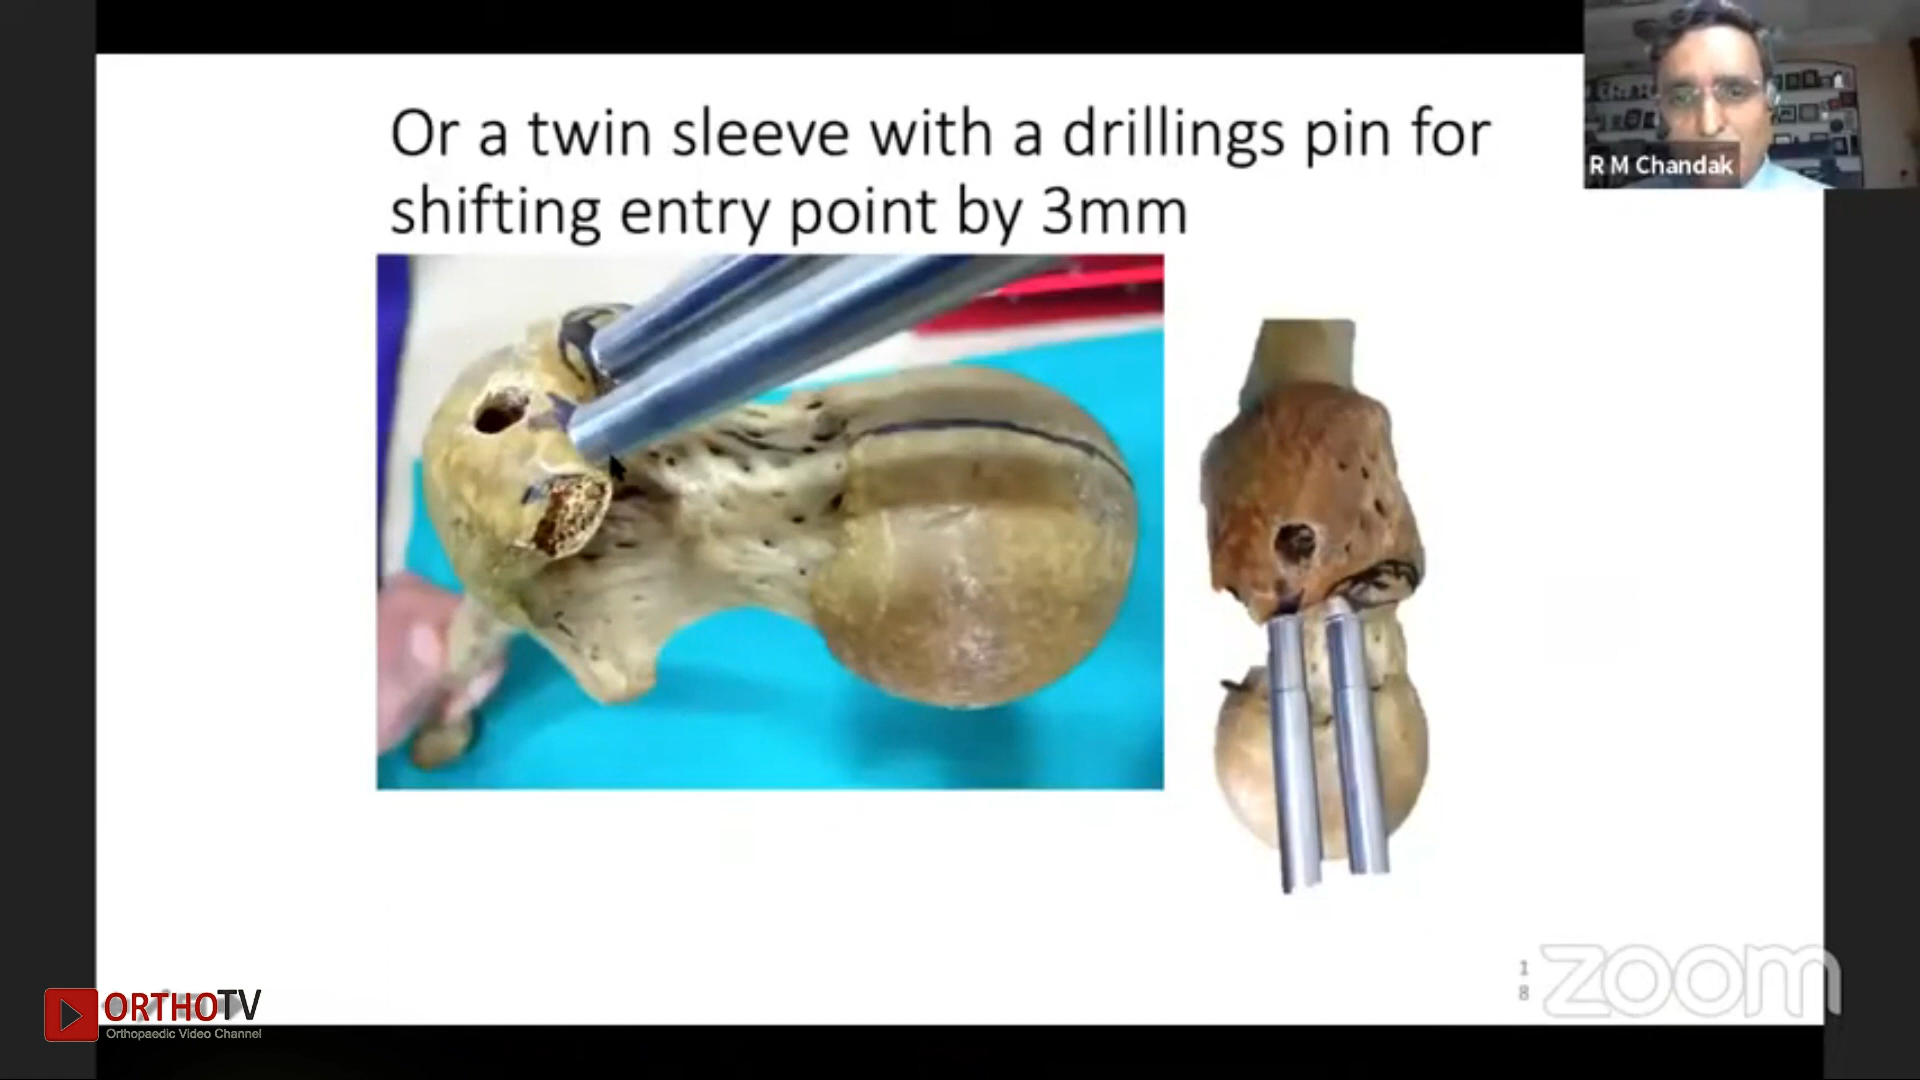 Or a twin sleeve with a drillings pin for
shifting entry point by 3mm
R M Chandak
1
8
zoom
ORTHOTV
Orthopaedic Video Channel